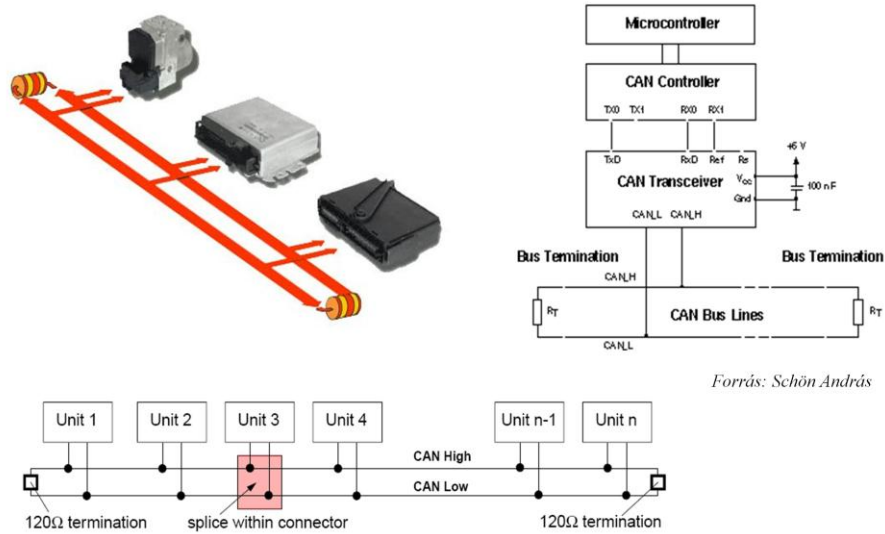 Microcontroller
CAN Controller
TX0 TX1 RX0 RX1
TxD RxD Ref Rs
+5 V
CAN Transceiver
Vcc
100 nF
Gnd
CAN_L CAN_H
Bus Termination
Bus Termination
CAN_H
RT
CAN Bus Lines
RT
CAN_L
Forrás: Schön András
Unit 1 Unit 2 Unit 3 Unit 4 Unit n-1 Unit n
CAN High
CAN Low
120Ω termination
splice within connector
120Ω termination